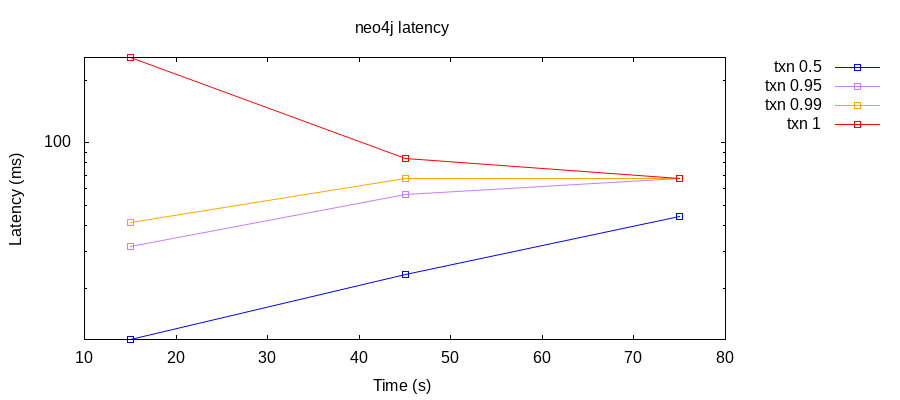 neo4j latency
txn 0.5
txn 0.95
txn 0.99
txn 1
100
Latency (ms)
10 20 30 40 50 60 70 80
Time (s)